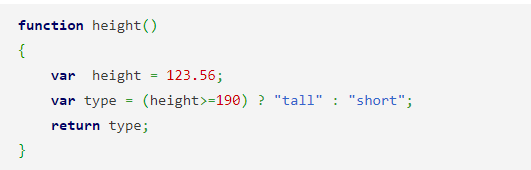 function height()
{
    var  height = 123.56;
    var type = (height>=190) ? "tall" : "short";
    return type;
}